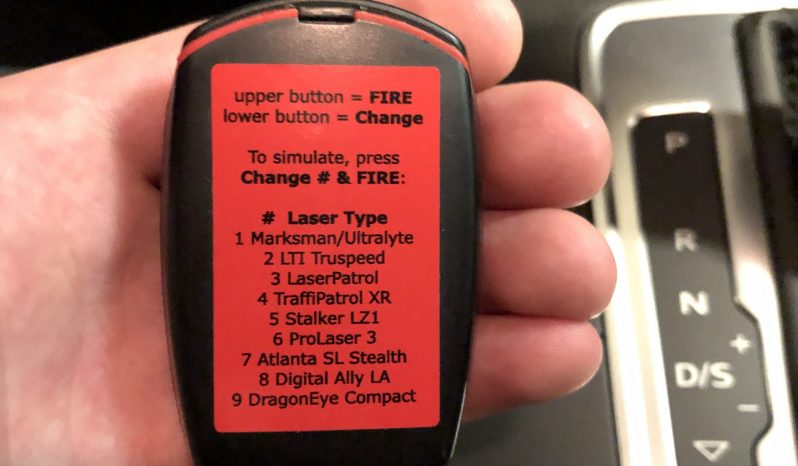 upper button = FIRE
lower button = Change
To simulate, press
Change # & FIRE:
# Laser Type
1 Marksman/Ultralyte
2 LTI Truspeed
3 LaserPatrol
4 TraffiPatrol XR
5 Stalker LZ1
6 ProLaser 3
7 Atlanta SL Stealth
8 Digital Ally LA
9 DragonEye Compact
P
R
N
+
D/S
−